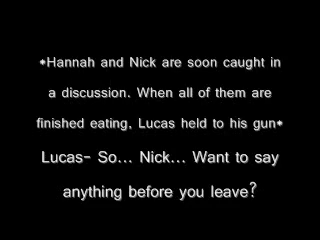 *Hannah and Nick are soon caught in
a discussion. When all of them are
finished eating, Lucas held to his gun*
Lucas- So... Nick... Want to say
anything before you leave?